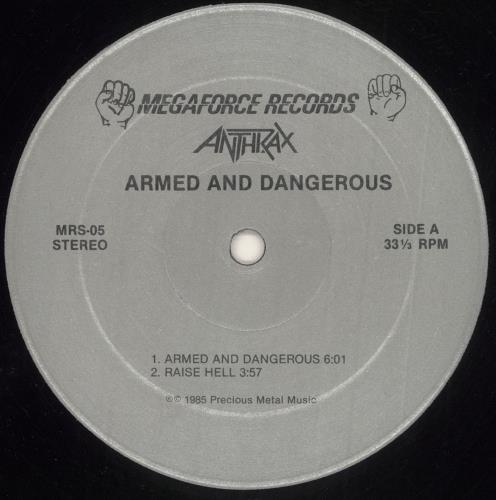 MEGAFORCE RECORDS
ANTHRAX
ARMED AND DANGEROUS
MRS-05
STEREO
SIDE A
33⅓ RPM
1. ARMED AND DANGEROUS 6:01
2. RAISE HELL 3:57
℗© 1985 Precious Metal Music